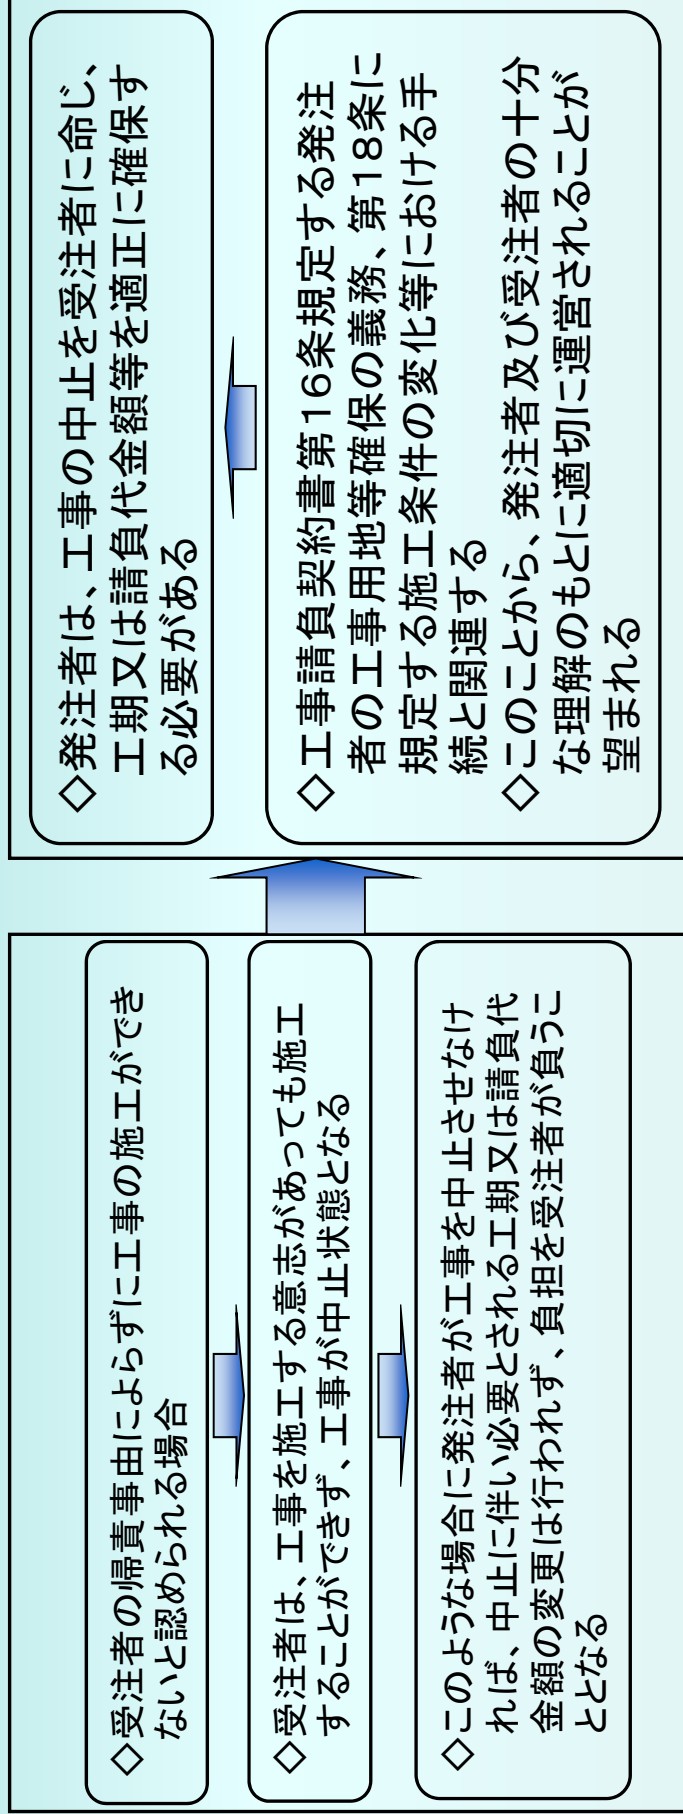 ◇受注者の帰責事由によらずに工事の施工ができ
ないと認められる場合
◇受注者は、工事を施工する意志があっても施工
することができず、工事が中止状態となる
◇このような場合に発注者が工事を中止させなけ
れば、中止に伴い必要とされる工期又は請負代
金額の変更は行われず、負担を受注者が負うこ
ととなる
◇発注者は、工事の中止を受注者に命じ、
工期又は請負代金額等を適正に確保す
る必要がある
◇工事請負契約書第16条規定する発注
者の工事用地等確保の義務、第18条に
規定する施工条件の変化等における手
続と関連する
◇このことから、発注者及び受注者の十分
な理解のもとに適切に運営されることが
望まれる